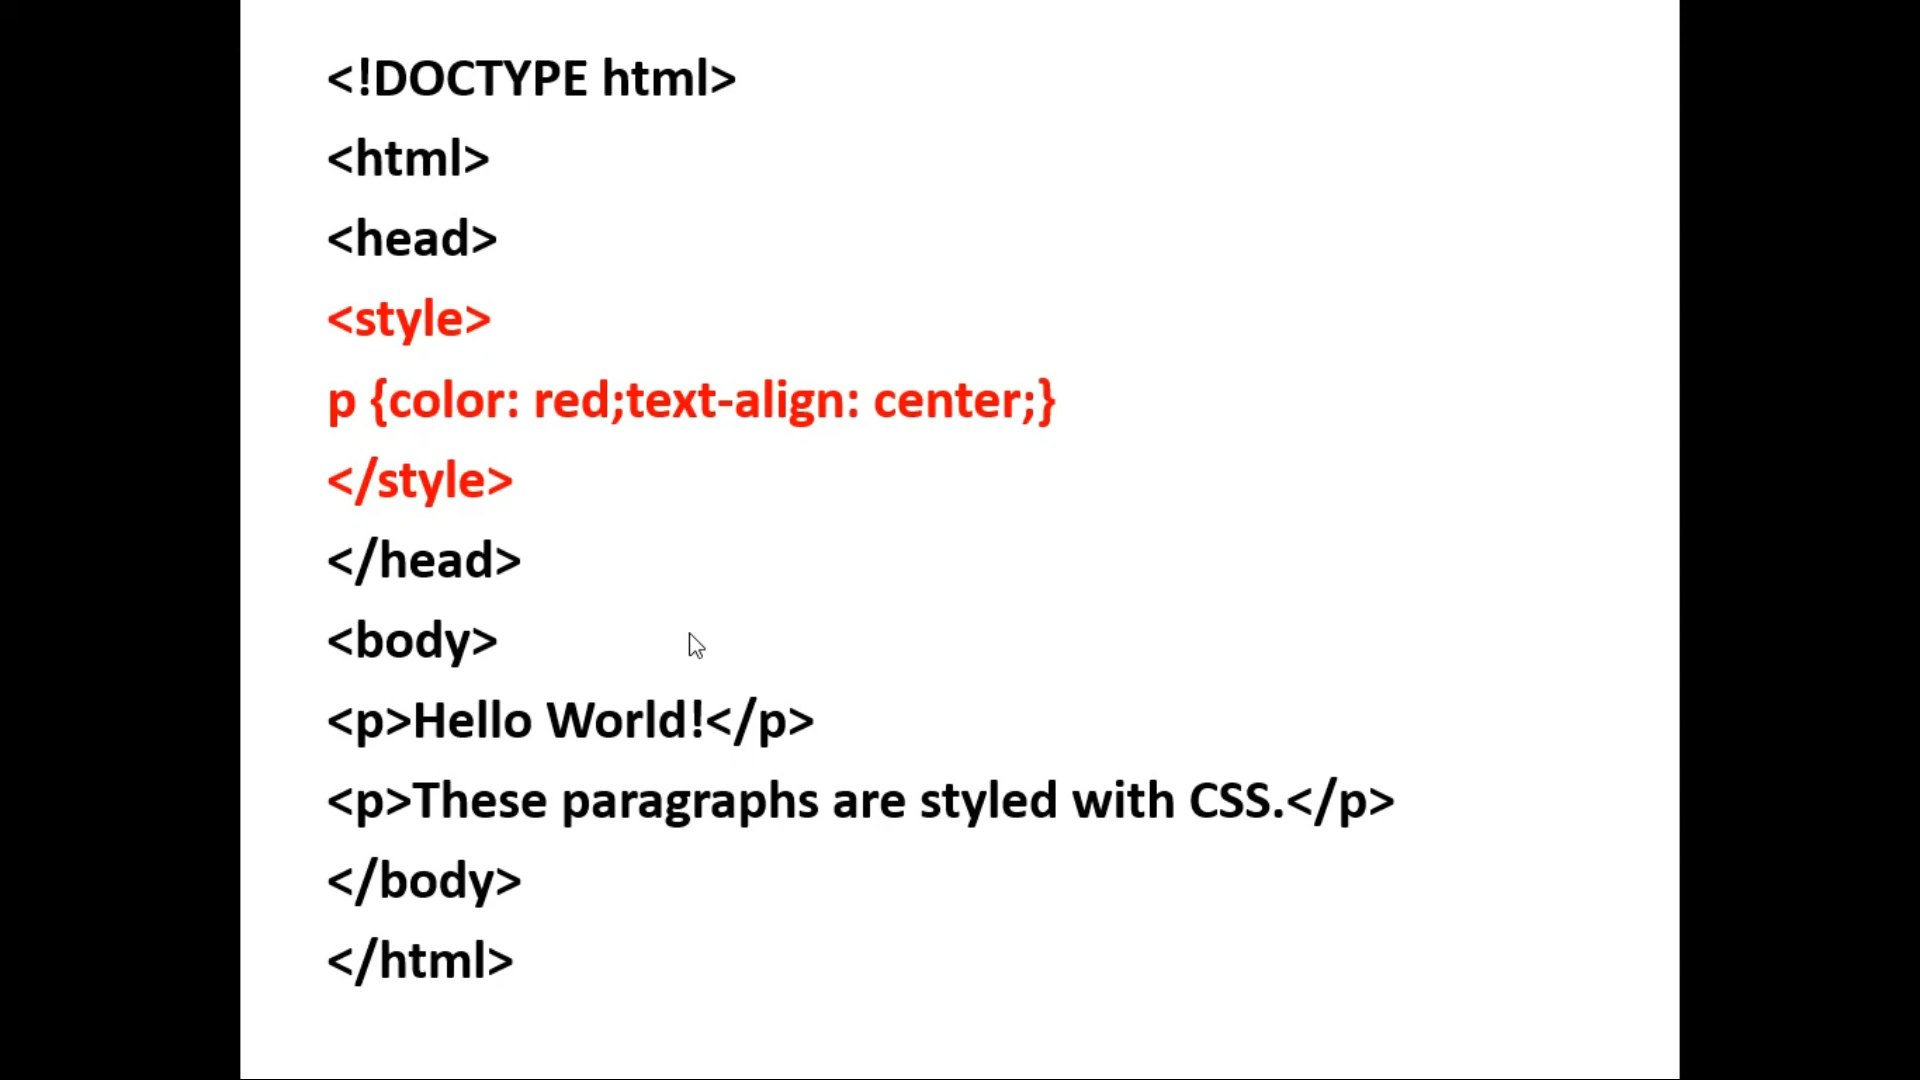 <!DOCTYPE html>
<html>
<head>
<style>
p {color: red;text-align: center;}
</style>
</head>
<body>
<p>Hello World!</p>
<p>These paragraphs are styled with CSS.</p>
</body>
</html>